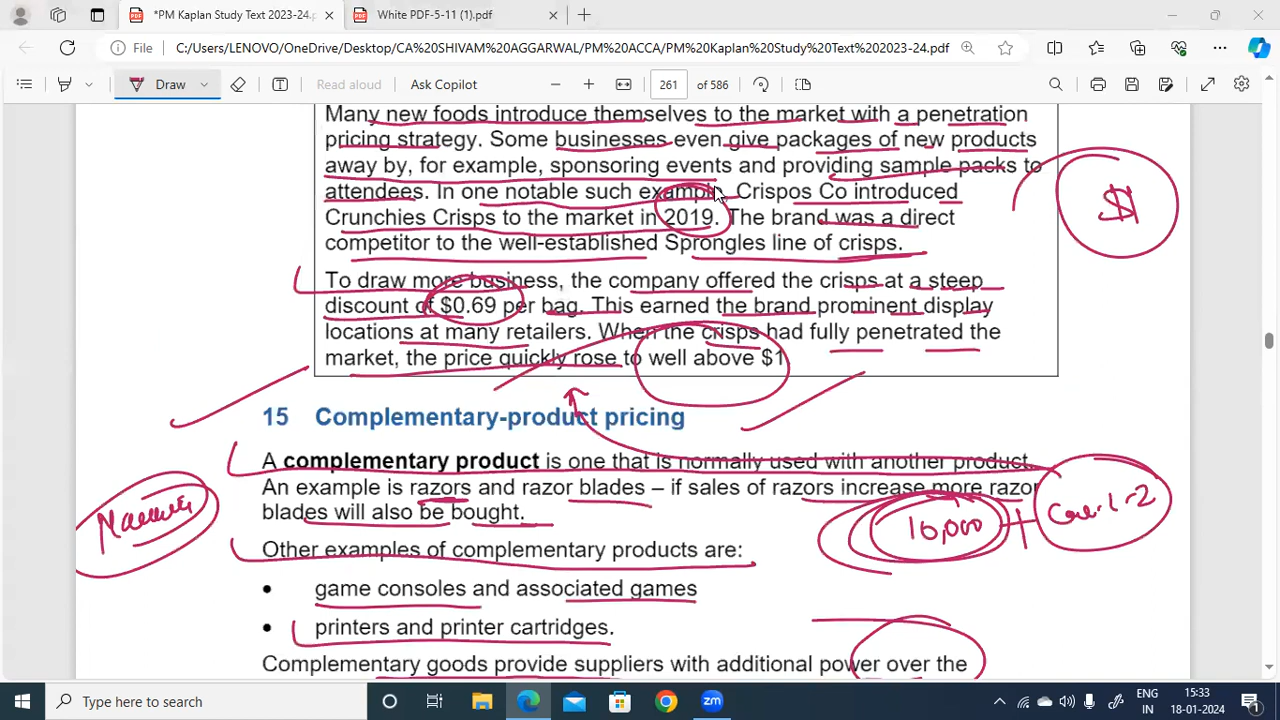 *PM Kaplan Study Text 2023-24.p
White PDF-5-11 (1).pdf
File
C:/Users/LENOVO/OneDrive/Desktop/CA%20SHIVAM%20AGGARWAL/PM%20ACCA/PM%20Kaplan%20Study%20Text%202023-24.pdf
Draw
Read aloud
Ask Copilot
261
of 586
Many new foods introduce themselves to the market with a penetration
pricing strategy. Some businesses even give packages of new products
away by, for example, sponsoring events and providing sample packs to
attendees. In one notable such example, Crispos Co introduced
Crunchies Crisps to the market in 2019. The brand was a direct
competitor to the well-established Sprongles line of crisps.
$
To draw more business, the company offered the crisps at a steep
discount of $0.69 per bag. This earned the brand prominent display
locations at many retailers. When the crisps had fully penetrated the
market, the price quickly rose to well above $1
15 Complementary-product pricing
A complementary product is one that is normally used with another product.
An example is razors and razor blades – if sales of razors increase more razor
blades will also be bought.
10,000 +
Other examples of complementary products are:
• game consoles and associated games
• printers and printer cartridges.
Complementary goods provide suppliers with additional power over the
Type here to search
zm
ENG
IN
15:33
18-01-2024